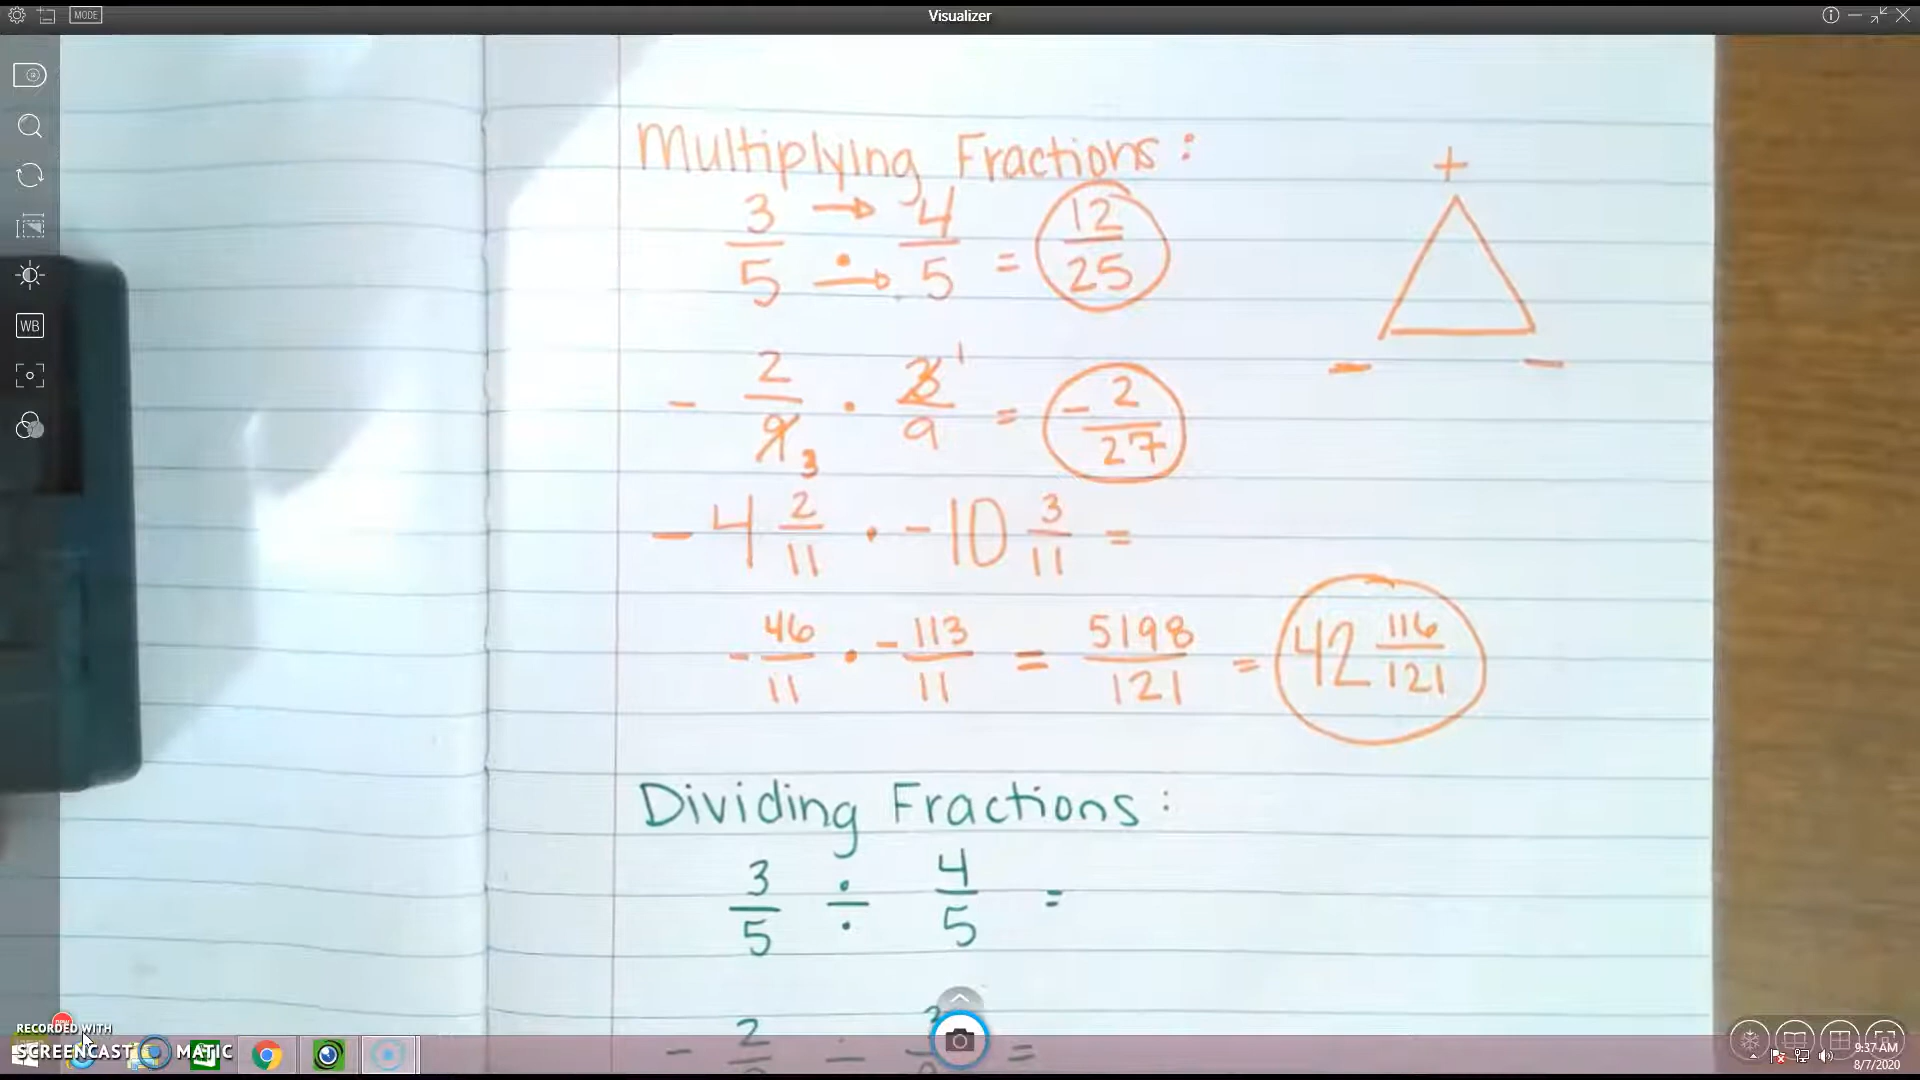 MODE
Visualizer
WB
Multiplying Fractions:
3/5 → · → 4/5 = 12/25
+
- 2/9 3 · 3 1/9 = - 2/27
- -
- 4 2/11 · - 10 3/11 =
- 46/11 · - 113/11 = 5198/121 = 42 116/121
Dividing Fractions:
3/5 ÷ 4/5 =
- 2 ÷ =
RECORDED WITH
SCREENCAST MATIC
9:37 AM
8/7/2020